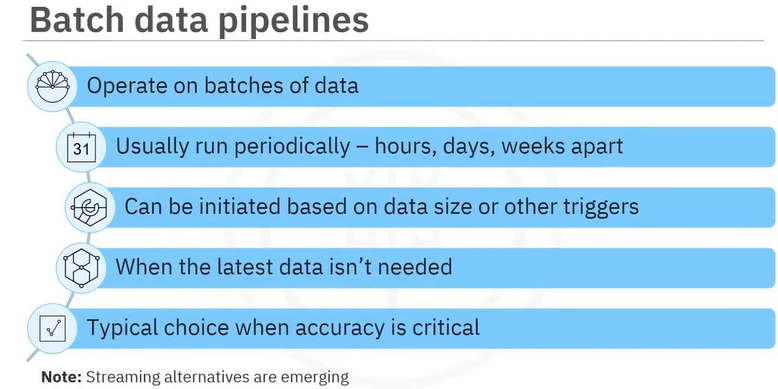 Batch data pipelines
Operate on batches of data
31
Usually run periodically – hours, days, weeks apart
Can be initiated based on data size or other triggers
When the latest data isn’t needed
Typical choice when accuracy is critical
Note: Streaming alternatives are emerging